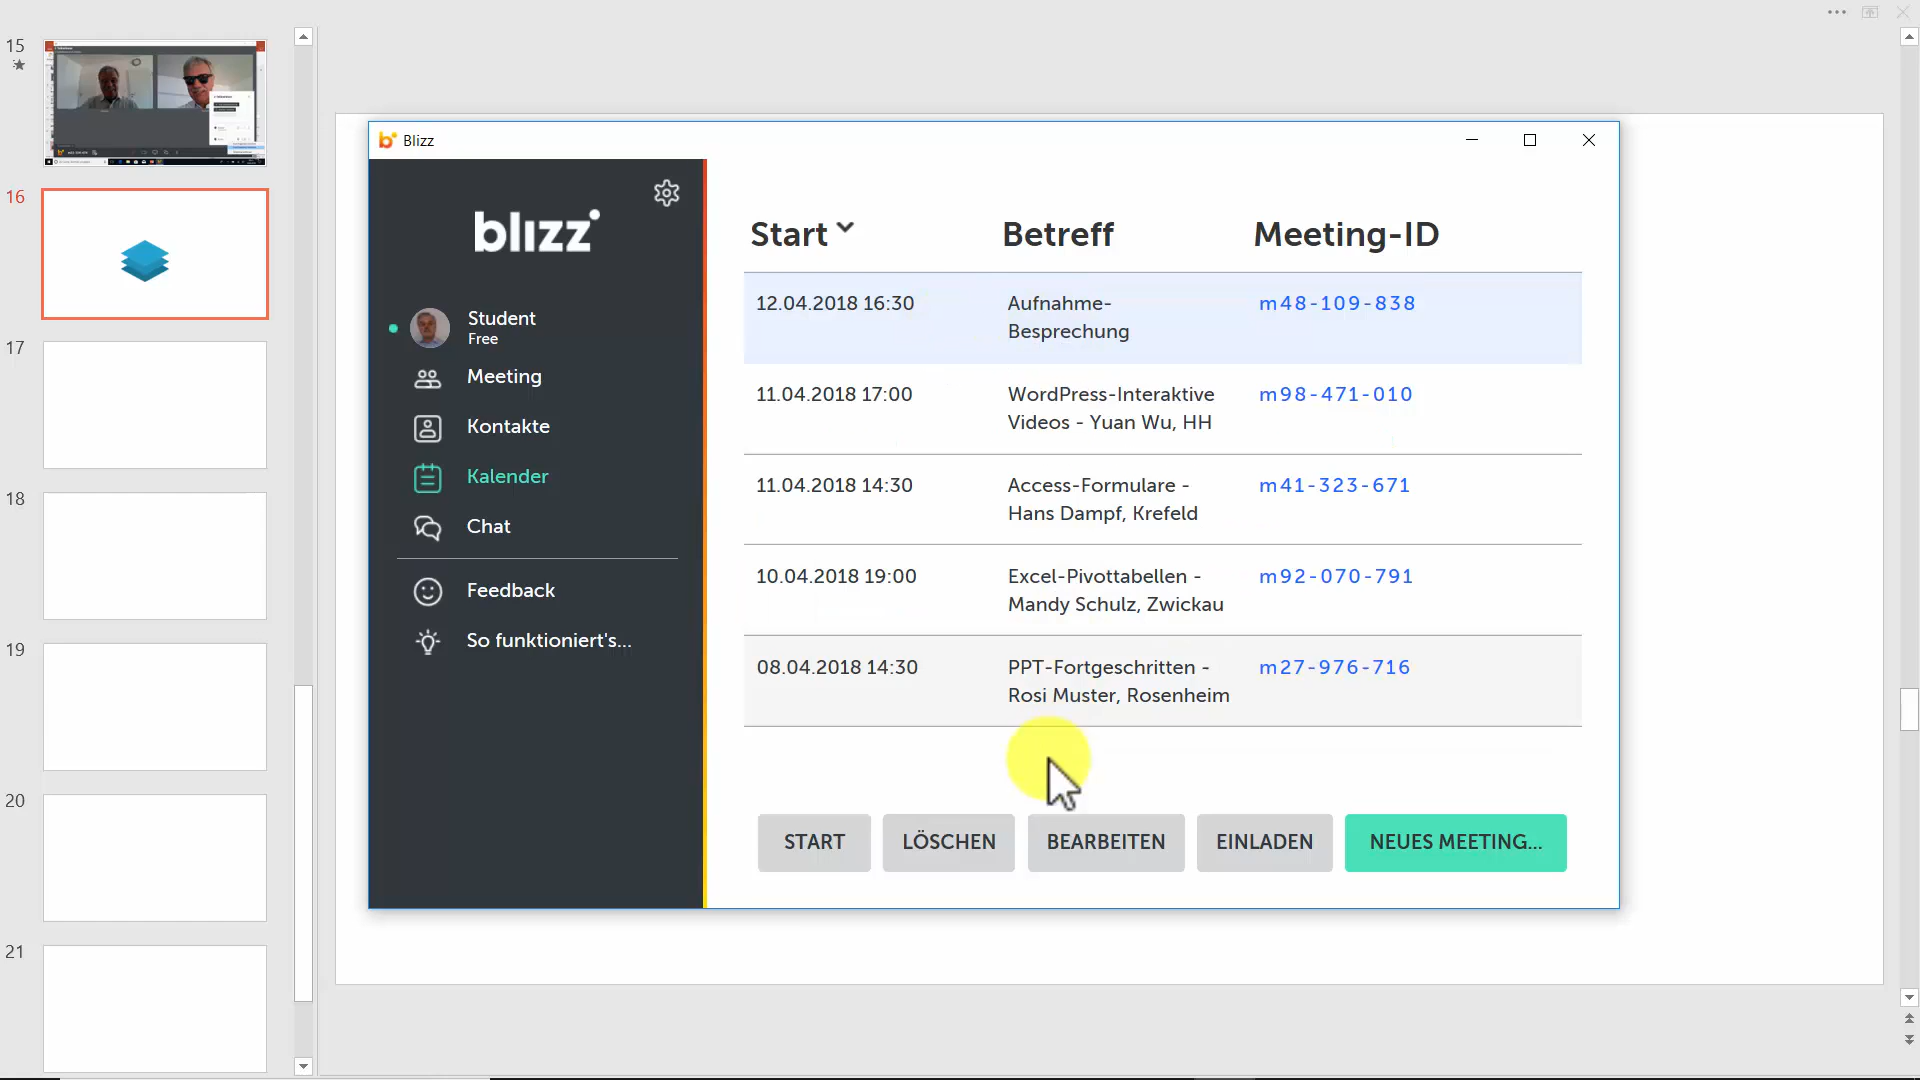 15
16
17
18
19
20
21
Blizz
blizz
Student
Free
Meeting
Kontakte
Kalender
Chat
Feedback
So funktioniert's...
Start Betreff Meeting-ID
12.04.2018 16:30 Aufnahme- m48-109-838
Besprechung
11.04.2018 17:00 WordPress-Interaktive m98-471-010
Videos - Yuan Wu, HH
11.04.2018 14:30 Access-Formulare - m41-323-671
Hans Dampf, Krefeld
10.04.2018 19:00 Excel-Pivottabellen - m92-070-791
Mandy Schulz, Zwickau
08.04.2018 14:30 PPT-Fortgeschritten - m27-976-716
Rosi Muster, Rosenheim
START LÖSCHEN BEARBEITEN EINLADEN NEUES MEETING...